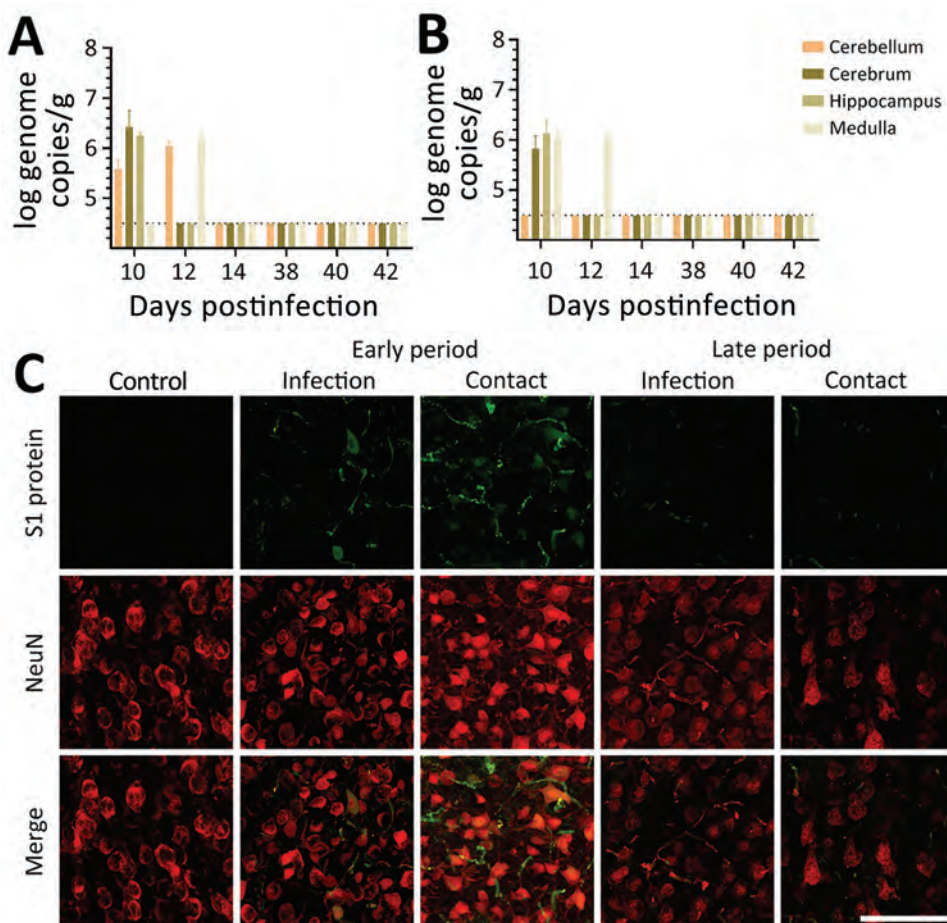 A
8
7
6
5
log genome
copies/g
10 12 14 38 40 42
Days postinfection
B
8
7
6
5
log genome
copies/g
10 12 14 38 40 42
Days postinfection
Cerebellum
Cerebrum
Hippocampus
Medulla
C
Early period Late period
Control Infection Contact Infection Contact
S1 protein
NeuN
Merge